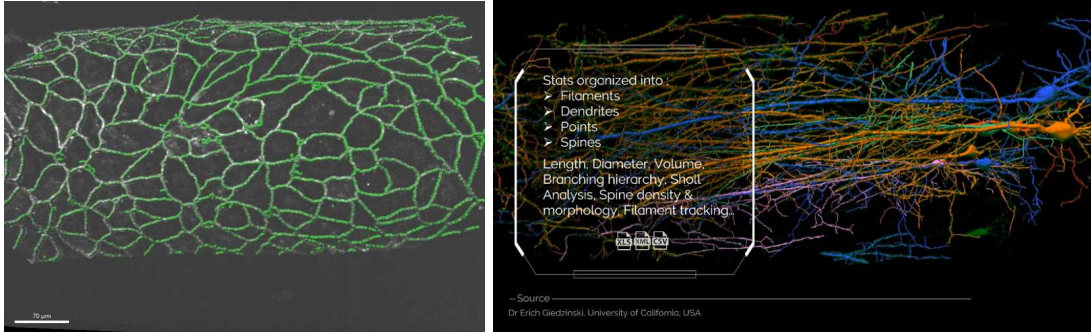 70 µm
Stats organized into :
➢ Filaments
➢ Dendrites
➢ Points
➢ Spines
Length, Diameter, Volume,
Branching hierarchy, Sholl
Analysis, Spine density &
morphology, Filament tracking...
XLS XML CSV
Source
Dr Erich Giedzinski, University of California, USA